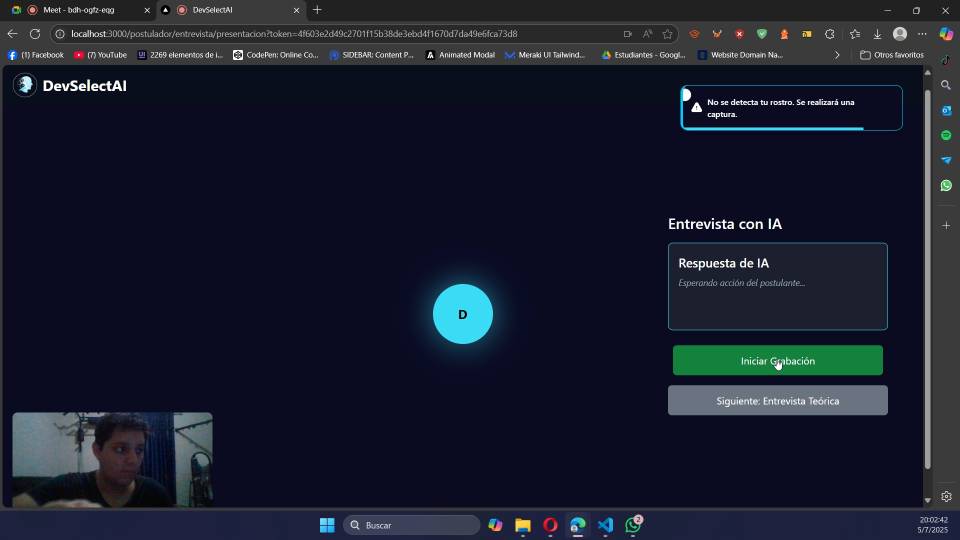 Meet - bdh-ogfz-eqg
DevSelectAI
localhost:3000/postulador/entrevista/presentacion?token=4f603e2d49c2701f15b38de3ebd4f1670d7da49e6fca73d8
(1) Facebook
(7) YouTube
2269 elementos de i...
CodePen: Online Co...
SIDEBAR: Content P...
Animated Modal
Meraki UI Tailwind...
Estudiantes - Googl...
Website Domain Na...
Otros favoritos
DevSelectAI
No se detecta tu rostro. Se realizará una
captura.
Entrevista con IA
Respuesta de IA
Esperando acción del postulante...
D
Iniciar Grabación
Siguiente: Entrevista Teórica
Buscar
2
20:02:42
5/7/2025